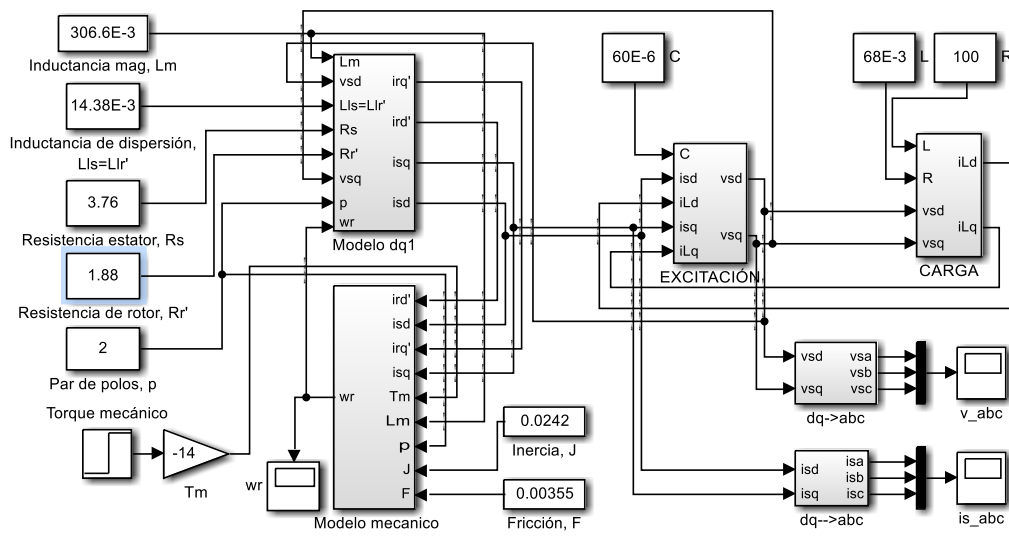 306.6E-3
Inductancia mag, Lm
14.38E-3
Inductancia de dispersión,
Lls=Llr'
3.76
Resistencia estator, Rs
1.88
Resistencia de rotor, Rr'
2
Par de polos, p
Torque mecánico
-14
Tm
wr
Lm
vsd
Lls=Llr'
Rs
Rr'
vsq
p
wr
irq'
ird'
isq
isd
Modelo dq1
ird'
isd
irq'
isq
Tm
Lm
p
J
F
wr
Modelo mecanico
0.0242
Inercia, J
0.00355
Fricción, F
60E-6
C
C
isd
iLd
isq
iLq
vsd
vsq
EXCITACIÓN
68E-3
L
100
R
L
R
vsd
vsq
iLd
iLq
CARGA
vsd
vsq
vsa
vsb
vsc
dq->abc
v_abc
isd
isq
isa
isb
isc
dq-->abc
is_abc